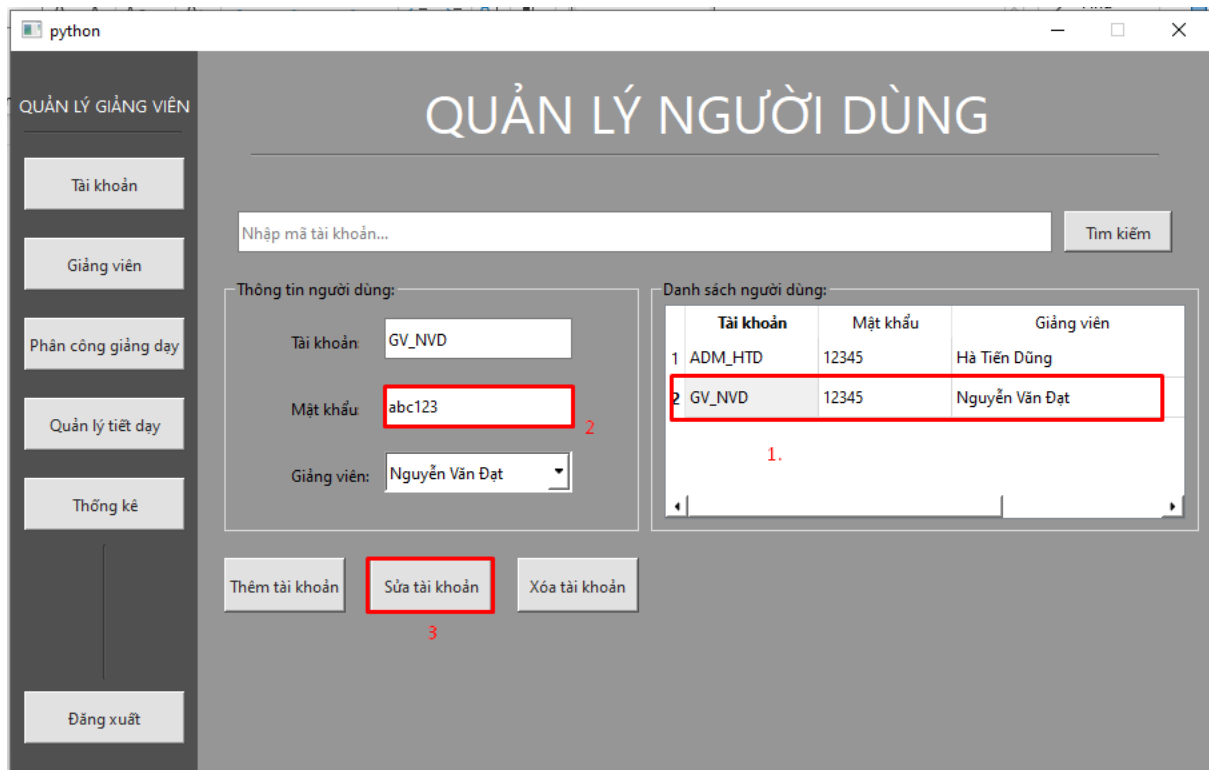 python
QUẢN LÝ GIẢNG VIÊN
Tài khoản
Giảng viên
Phân công giảng dạy
Quản lý tiết dạy
Thống kê
Đăng xuất
QUẢN LÝ NGƯỜI DÙNG
Nhập mã tài khoản...
Tìm kiếm
Thông tin người dùng:
Tài khoản: GV_NVD
Mật khẩu: abc123
2
Giảng viên: Nguyễn Văn Đạt
Danh sách người dùng:
Tài khoản Mật khẩu Giảng viên
1 ADM_HTD 12345 Hà Tiến Dũng
2 GV_NVD 12345 Nguyễn Văn Đạt
1.
Thêm tài khoản
Sửa tài khoản
Xóa tài khoản
3